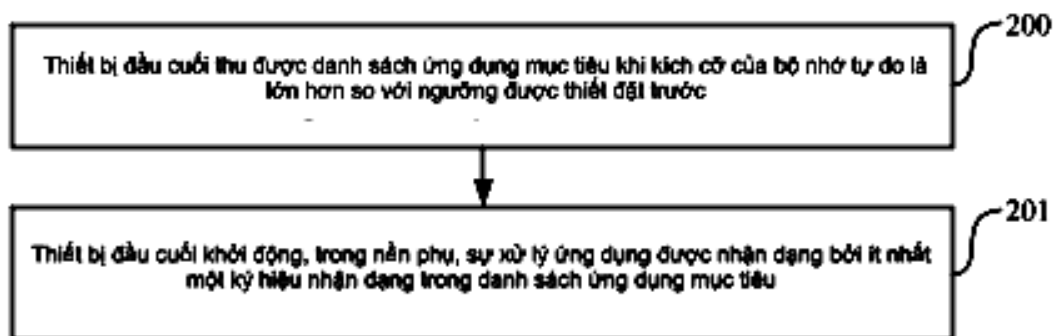 200
Thiết bị đầu cuối thu được danh sách ứng dụng mục tiêu khi kích cỡ của bộ nhớ tự do là
lớn hơn so với ngưỡng được thiết đặt trước
201
Thiết bị đầu cuối khởi động, trong nền phụ, sự xử lý ứng dụng được nhận dạng bởi ít nhất
một ký hiệu nhận dạng trong danh sách ứng dụng mục tiêu